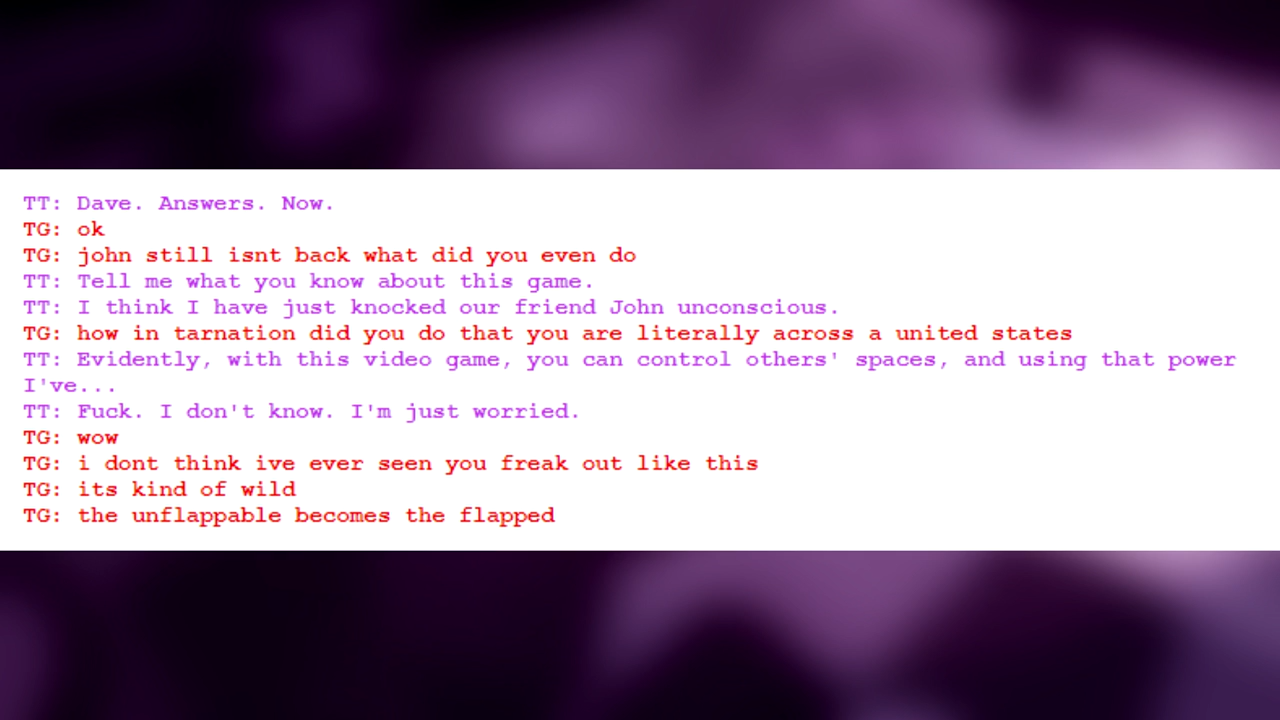 TT: Dave. Answers. Now.
TG: ok
TG: john still isnt back what did you even do
TT: Tell me what you know about this game.
TT: I think I have just knocked our friend John unconscious.
TG: how in tarnation did you do that you are literally across a united states
TT: Evidently, with this video game, you can control others' spaces, and using that power
I've...
TT: Fuck. I don't know. I'm just worried.
TG: wow
TG: i dont think ive ever seen you freak out like this
TG: its kind of wild
TG: the unflappable becomes the flapped